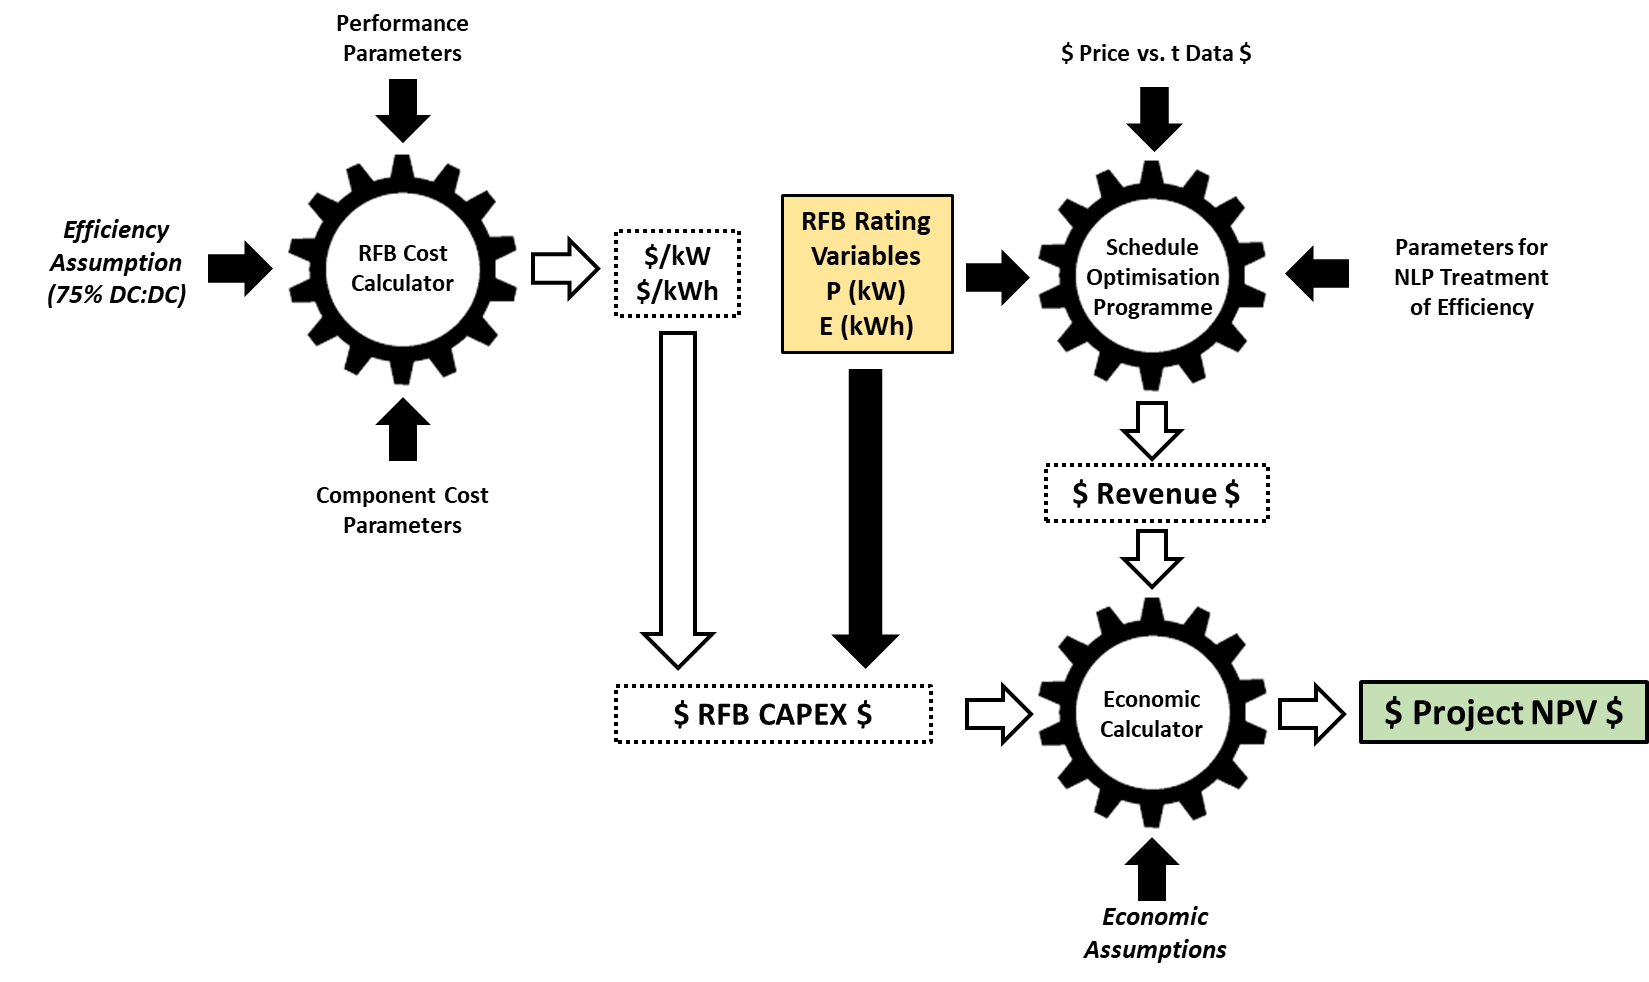 Performance
Parameters
$ Price vs. t Data $
Efficiency
Assumption
(75% DC:DC)
RFB Cost
Calculator
$/kW
$/kWh
RFB Rating
Variables
P (kW)
E (kWh)
Schedule
Optimisation
Programme
Parameters for
NLP Treatment
of Efficiency
Component Cost
Parameters
$ Revenue $
$ RFB CAPEX $
Economic
Calculator
$ Project NPV $
Economic
Assumptions